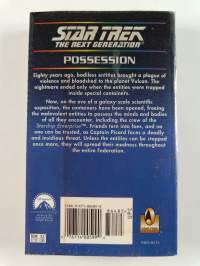 STAR TREK
THE NEXT GENERATION
POSSESSION
Eighty years ago, bodiless entities brought a plague of
violence and bloodshed to the planet Vulcan. The
nightmare ended only when the entities were trapped
inside special containers.
Now, on the eve of a galaxy-scale scientific
exposition, the containers have been opened, freeing
the malevolent entities to possess the minds and bodies
of all they encounter, including the crew of the
Starship Enterprise™. Friends turn into foes, and no
one can be trusted, as Captain Picard faces a deadly
and insidious threat. Unless the entities can be stopped
once more, they will spread their madness throughout
the entire Federation.